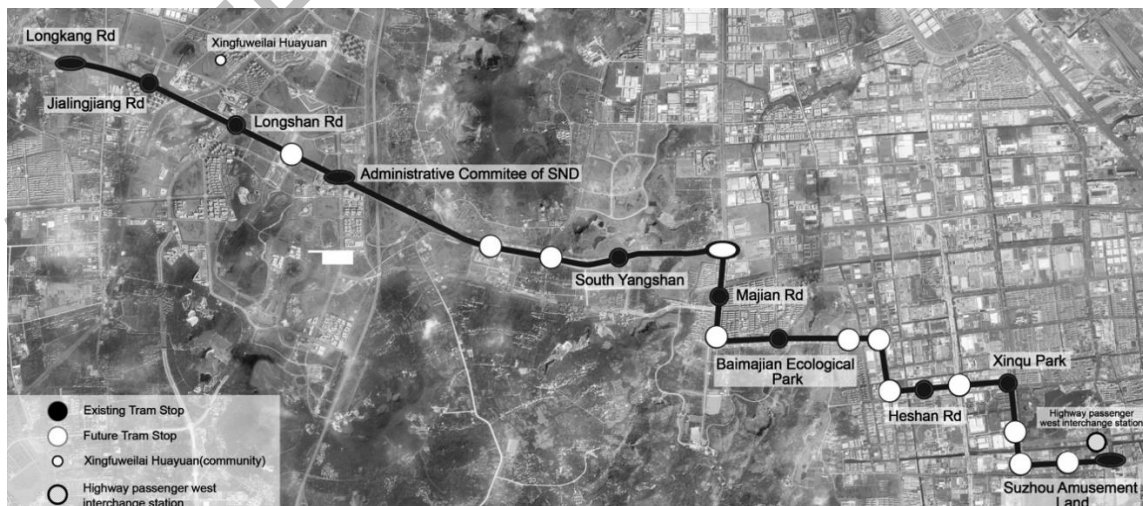 Longkang Rd
Xingfuweilai Huayuan
Jialingjiang Rd
Longshan Rd
Administrative Commitee of SND
South Yangshan
Majian Rd
Baimajian Ecological
Park
Xinqu Park
Heshan Rd
Highway passenger
west interchange station
Suzhou Amusement
Land
Existing Tram Stop
Future Tram Stop
Xingfuweilai Huayuan(community)
Highway passenger west
interchange station